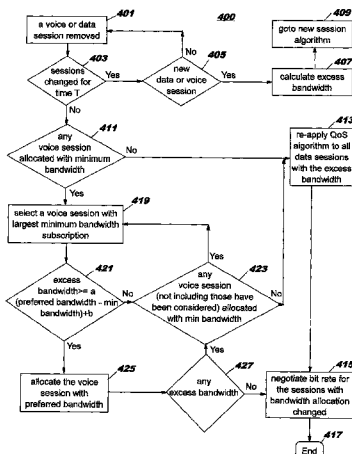 401
a voice or data
session removed
400
409
goto new session
algorithm
403
sessions
changed for
time T
Yes
405
new
data or voice
session
No
Yes
407
calculate excess
bandwidth
No
411
any
voice session
allocated with minimum
bandwidth
No
413
re-apply QoS
algorithm to all
data sessions
with the excess
bandwidth
Yes
419
select a voice session with
largest minimum bandwidth
subscription
Yes
421
excess
bandwidth>= a
(preferred bandwidth - min
bandwidth)+b
No
423
any
voice session
(not including those have
been considered) allocated
with min bandwidth
No
Yes
Yes
425
allocate the voice
session with
preferred bandwidth
427
any
excess bandwidth
No
415
negotiate bit rate for
the sessions with
bandwidth allocation
changed
417
End